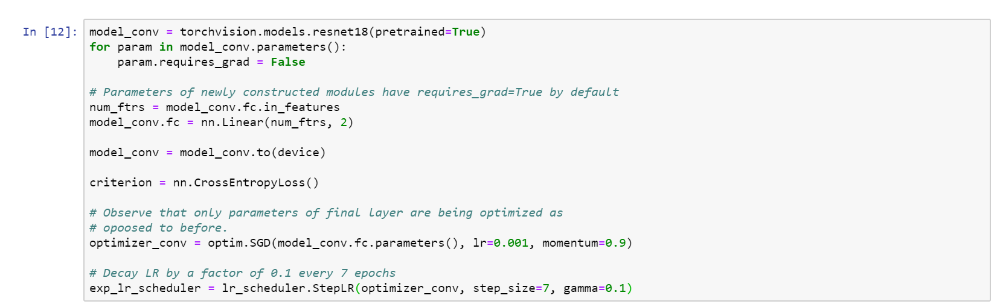 In [12]: model_conv = torchvision.models.resnet18(pretrained=True)
for param in model_conv.parameters():
    param.requires_grad = False

# Parameters of newly constructed modules have requires_grad=True by default
num_ftrs = model_conv.fc.in_features
model_conv.fc = nn.Linear(num_ftrs, 2)

model_conv = model_conv.to(device)

criterion = nn.CrossEntropyLoss()

# Observe that only parameters of final layer are being optimized as
# opoosed to before.
optimizer_conv = optim.SGD(model_conv.fc.parameters(), lr=0.001, momentum=0.9)

# Decay LR by a factor of 0.1 every 7 epochs
exp_lr_scheduler = lr_scheduler.StepLR(optimizer_conv, step_size=7, gamma=0.1)